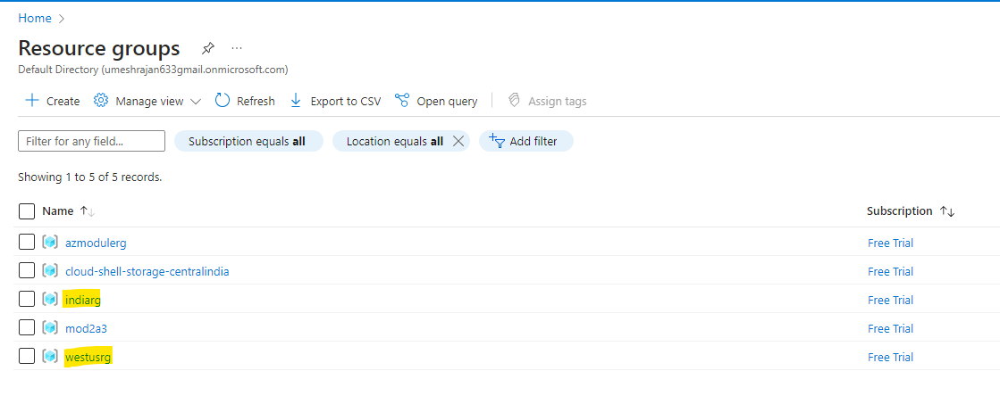 Home >
Resource groups ...
Default Directory (umeshrajan633gmail.onmicrosoft.com)
+ Create Manage view Refresh Export to CSV Open query Assign tags
Filter for any field... Subscription equals all Location equals all Add filter
Showing 1 to 5 of 5 records.
Name Subscription
azmodulerg Free Trial
cloud-shell-storage-centralindia Free Trial
indiarg Free Trial
mod2a3 Free Trial
westusrg Free Trial